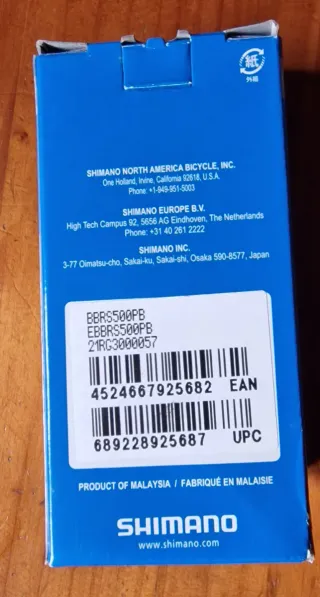 紙
外箱
SHIMANO NORTH AMERICA BICYCLE, INC.
One Holland, Irvine, California 92618, U.S.A.
Phone: +1-949-951-5003
SHIMANO EUROPE B.V.
High Tech Campus 92, 5656 AG Eindhoven, The Netherlands
Phone: +31 40 261 2222
SHIMANO INC.
3-77 Oimatsu-cho, Sakai-ku, Sakai-shi, Osaka 590-8577, Japan
BBRS500PB
EBBRS500PB
21RG3000057
4524667925682 EAN
689228925687 UPC
PRODUCT OF MALAYSIA / FABRIQUÉ EN MALAISIE
SHIMANO
www.shimano.com